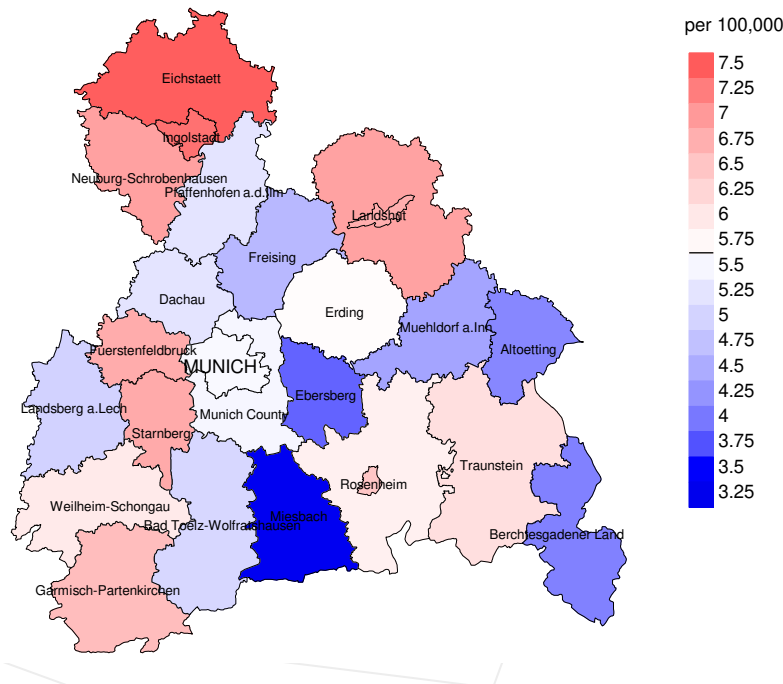 per 100,000
7.5
7.25
7
6.75
6.5
6.25
6
5.75
5.5
5.25
5
4.75
4.5
4.25
4
3.75
3.5
3.25
Eichstaett
Ingolstadt
Neuburg-Schrobenhausen
Pfaffenhofen a.d.Ilm
Landshut
Freising
Dachau
Erding
Muehldorf a.Inn
Altoetting
Fuerstenfeldbruck
MUNICH
Ebersberg
Landsberg a.Lech
Munich County
Starnberg
Traunstein
Rosenheim
Weilheim-Schongau
Miesbach
Bad Toelz-Wolfratshausen
Berchtesgadener Land
Garmisch-Partenkirchen